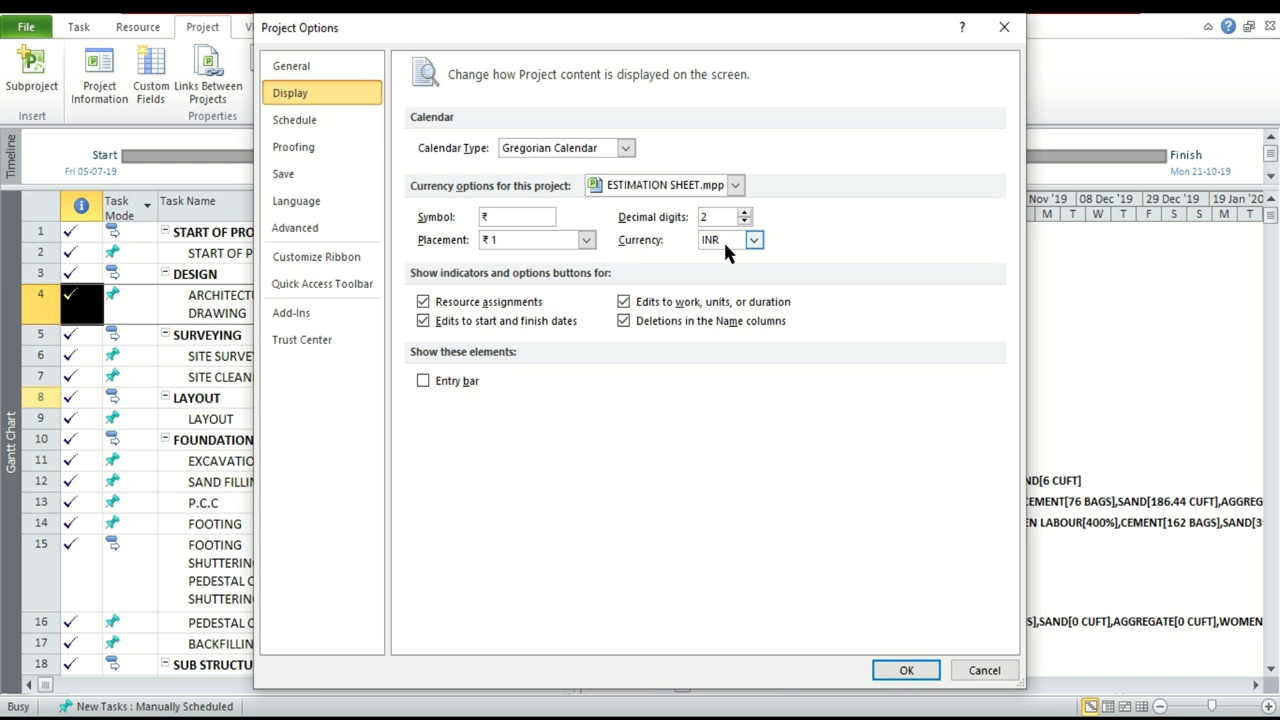 File Task Resource Project
Project Options
?
Subproject
Project Information
Custom Fields
Links Between Projects
Insert
Properties
Timeline
Start
Fri 05-07-19
Finish
Mon 21-10-19
General
Display
Schedule
Proofing
Save
Language
Advanced
Customize Ribbon
Quick Access Toolbar
Add-Ins
Trust Center
Change how Project content is displayed on the screen.
Calendar
Calendar Type: Gregorian Calendar
Currency options for this project: ESTIMATION SHEET.mpp
Symbol: ₹ Decimal digits: 2
Placement: ₹ 1 Currency: INR
Show indicators and options buttons for:
Resource assignments Edits to work, units, or duration
Edits to start and finish dates Deletions in the Name columns
Show these elements:
Entry bar
OK Cancel
Gantt Chart
Task Mode Task Name
1 START OF PRO
2 START OF P
3 DESIGN
4 ARCHITECTU
DRAWING
5 SURVEYING
6 SITE SURVE
7 SITE CLEAN
8 LAYOUT
9 LAYOUT
10 FOUNDATION
11 EXCAVATIO
12 SAND FILLIN
13 P.C.C
14 FOOTING
15 FOOTING
SHUTTERING
PEDESTAL C
SHUTTERING
16 PEDESTAL C
17 BACKFILLIN
18 SUB STRUCTU
Nov '19 08 Dec '19 29 Dec '19 19 Jan '20
M T W T F S S M T
ND[6 CUFT]
CEMENT[76 BAGS],SAND[186.44 CUFT],AGGREG
EN LABOUR[400%],CEMENT[162 BAGS],SAND[39
S],SAND[0 CUFT],AGGREGATE[0 CUFT],WOMEN
Busy New Tasks : Manually Scheduled